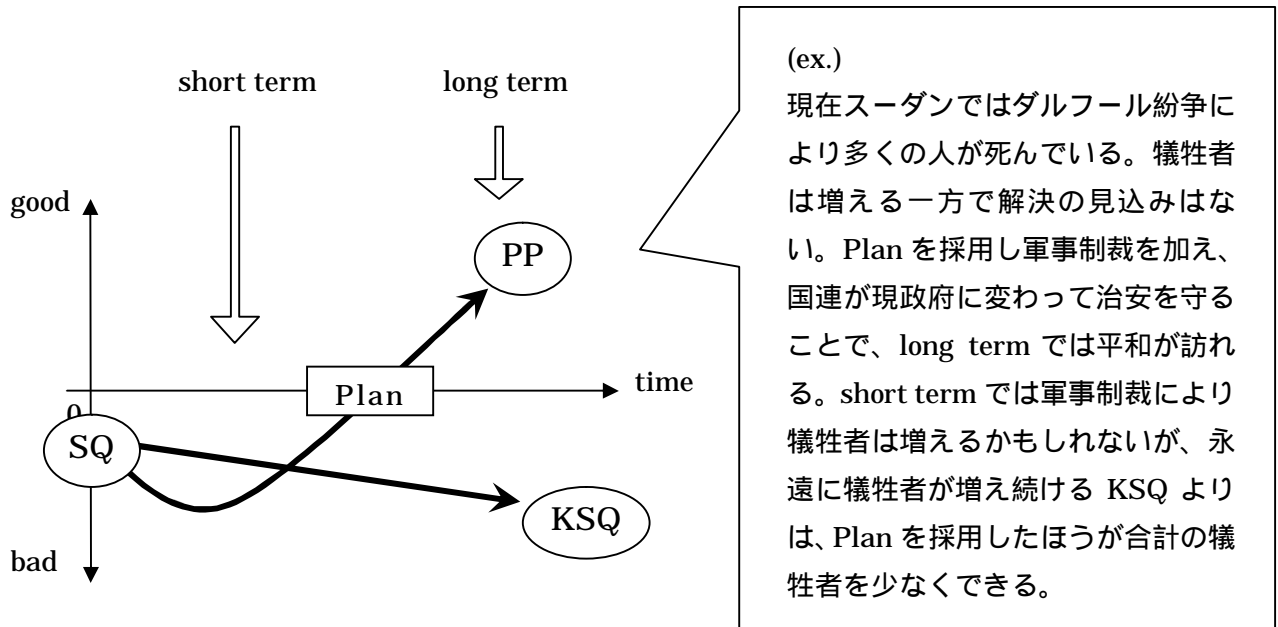 short term
long term
good
PP
time
Plan
0
SQ
KSQ
bad
(ex.)
現在スーダンではダルフール紛争に
より多くの人が死んでいる。犠牲者
は増える一方で解決の見込みはな
い。Plan を採用し軍事制裁を加え、
国連が現政府に変わって治安を守る
ことで、long term では平和が訪れ
る。short term では軍事制裁により
犠牲者は増えるかもしれないが、永
遠に犠牲者が増え続ける KSQ より
は、Plan を採用したほうが合計の犠
牲者を少なくできる。